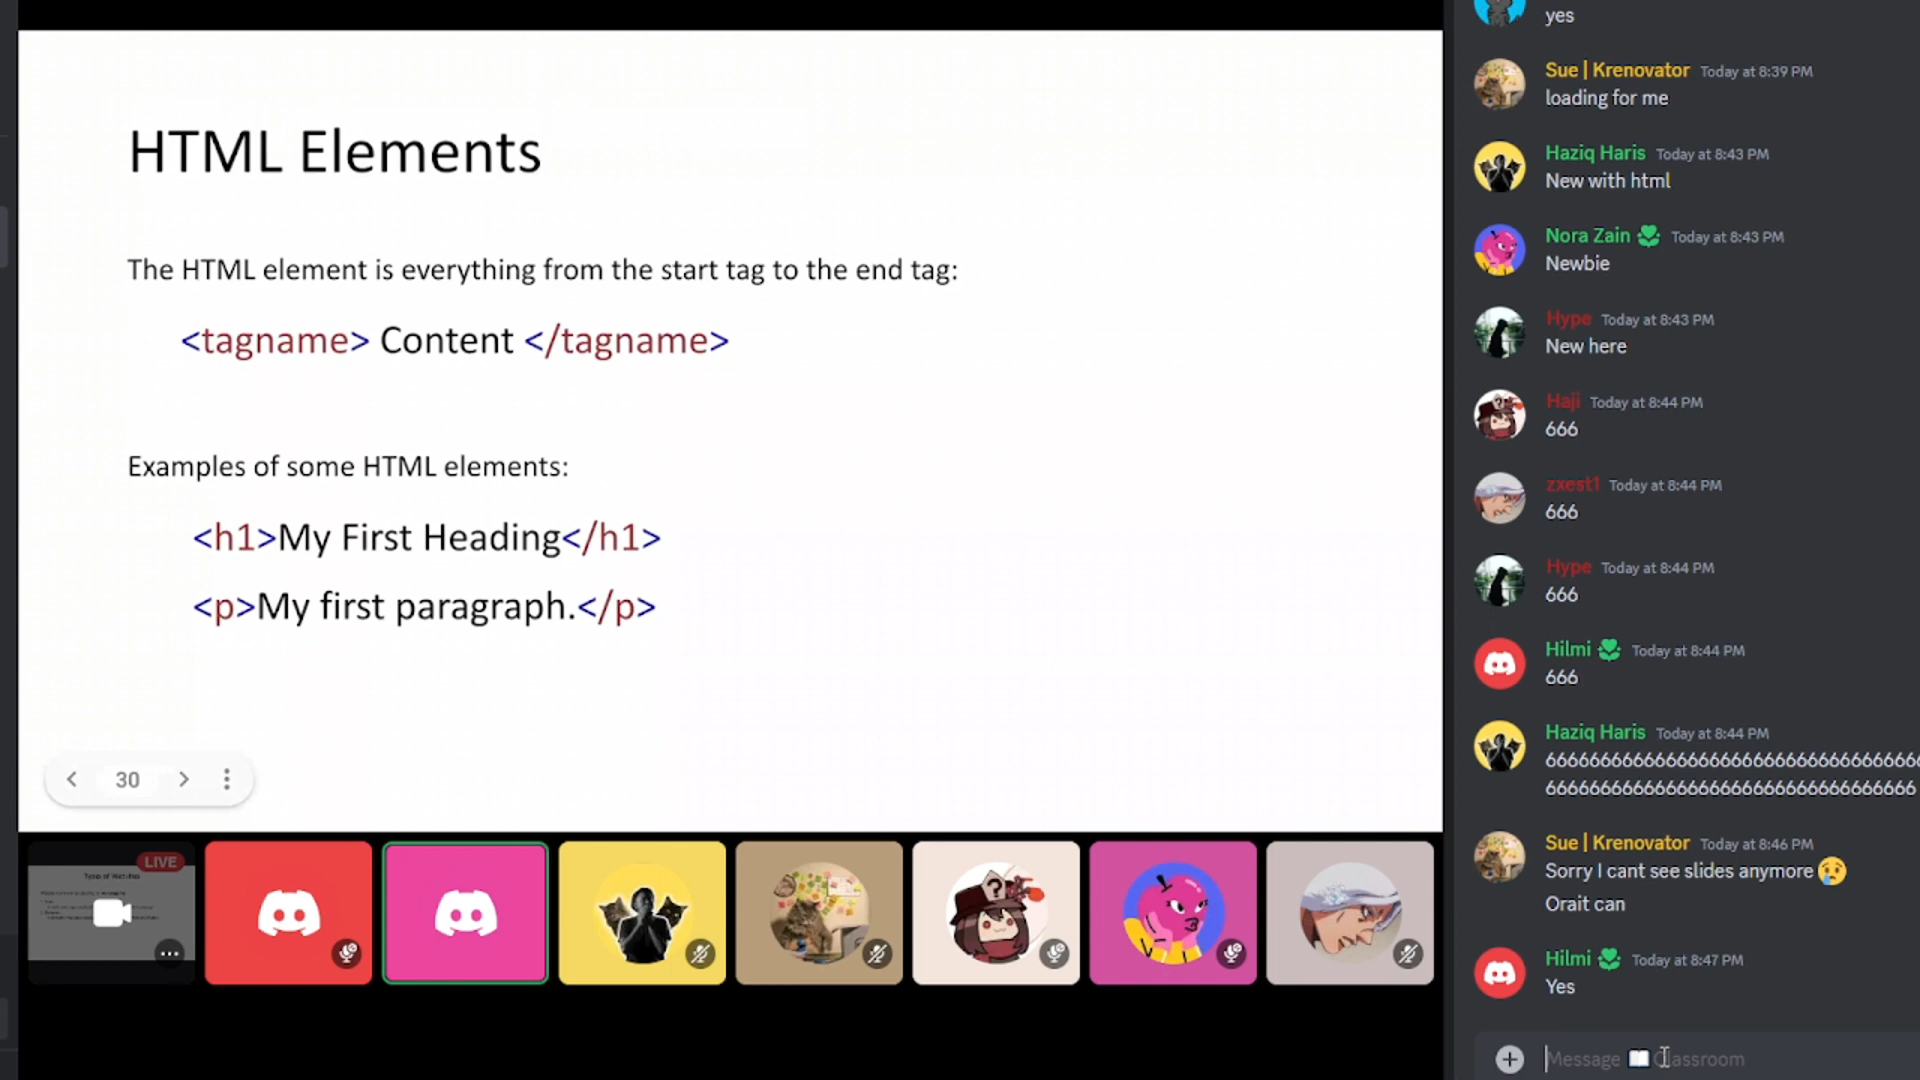 HTML Elements
The HTML element is everything from the start tag to the end tag:
<tagname> Content </tagname>
Examples of some HTML elements:
<h1>My First Heading</h1>
<p>My first paragraph.</p>
30
LIVE
yes
Sue | Krenovator Today at 8:39 PM
loading for me
Haziq Haris Today at 8:43 PM
New with html
Nora Zain Today at 8:43 PM
Newbie
Hype Today at 8:43 PM
New here
Haji Today at 8:44 PM
666
zxest1 Today at 8:44 PM
666
Hype Today at 8:44 PM
666
Hilmi Today at 8:44 PM
666
Haziq Haris Today at 8:44 PM
Sue | Krenovator Today at 8:46 PM
Sorry I cant see slides anymore 😢
Orait can
Hilmi Today at 8:47 PM
Yes
Message 📖 Classroom